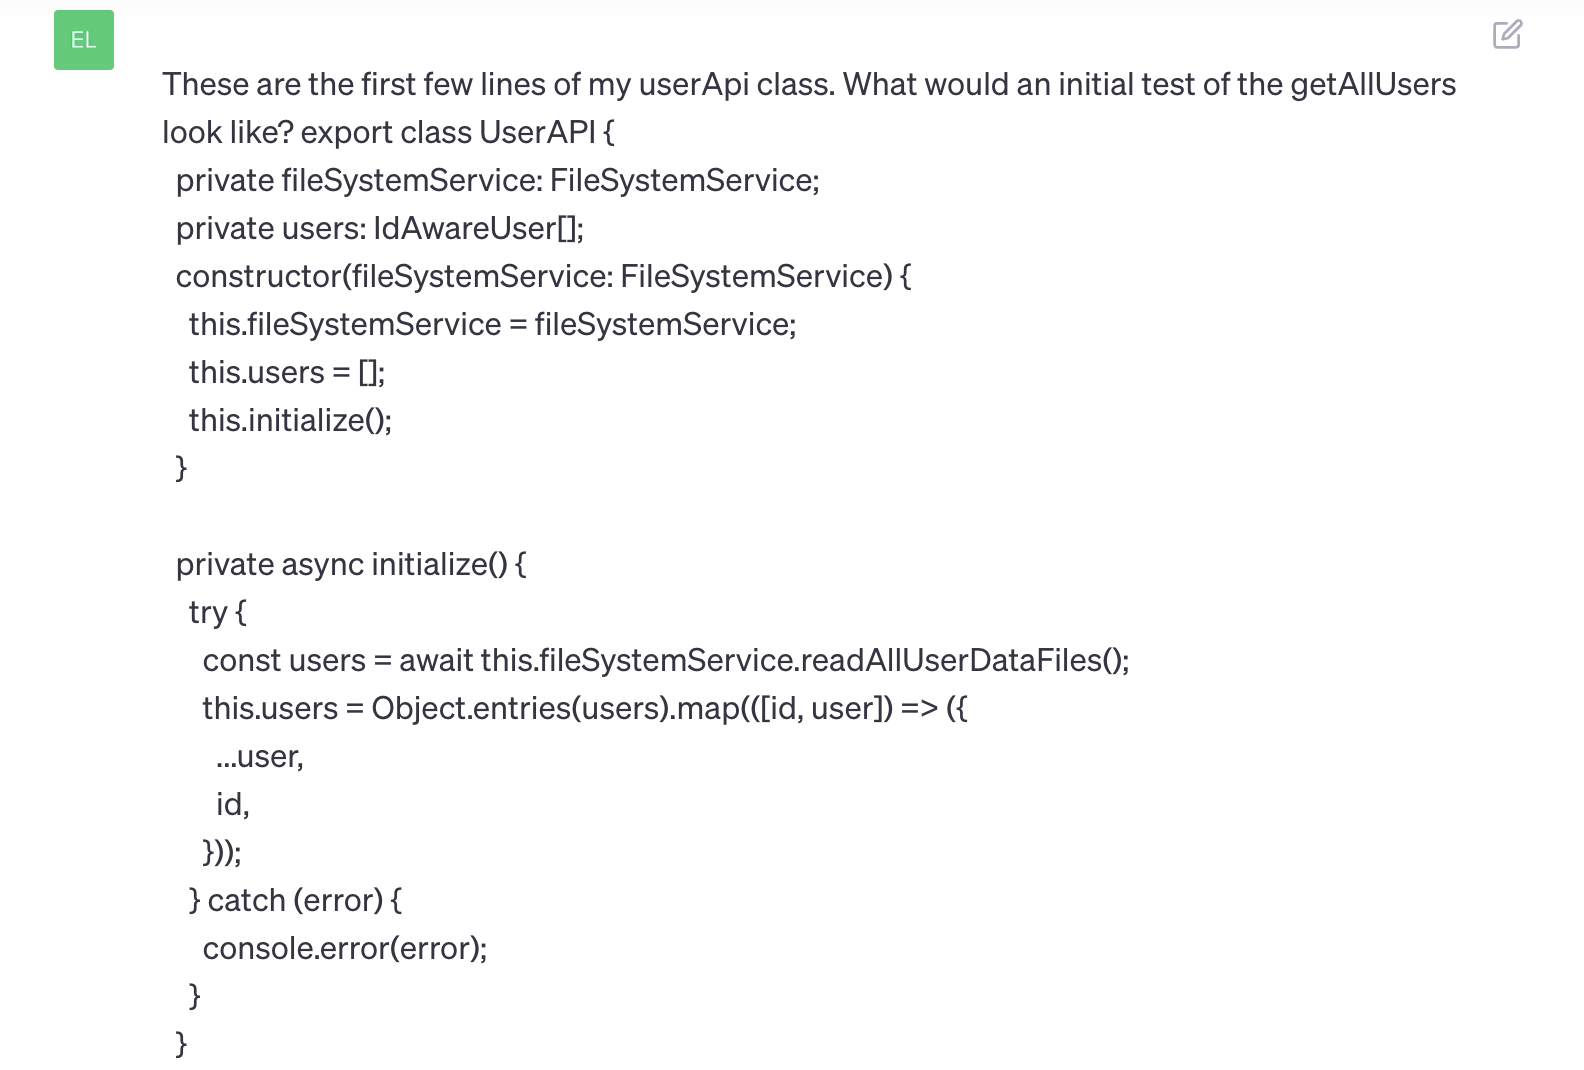 EL
These are the first few lines of my userApi class. What would an initial test of the getAllUsers
look like? export class UserAPI {
private fileSystemService: FileSystemService;
private users: IdAwareUser[];
constructor(fileSystemService: FileSystemService) {
this.fileSystemService = fileSystemService;
this.users = [];
this.initialize();
}
private async initialize() {
try {
const users = await this.fileSystemService.readAllUserDataFiles();
this.users = Object.entries(users).map(([id, user]) => ({
...user,
id,
}));
} catch (error) {
console.error(error);
}
}